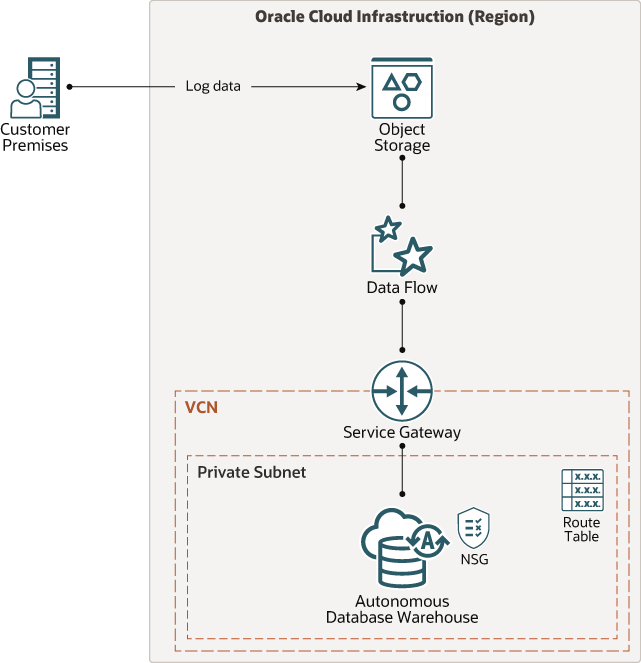 Oracle Cloud Infrastructure (Region)
Log data
Customer
Premises
Object
Storage
Data Flow
VCN
Service Gateway
Private Subnet
x.x.x.
x.x.x.
x.x.x.
Route
Table
A
NSG
Autonomous
Database Warehouse